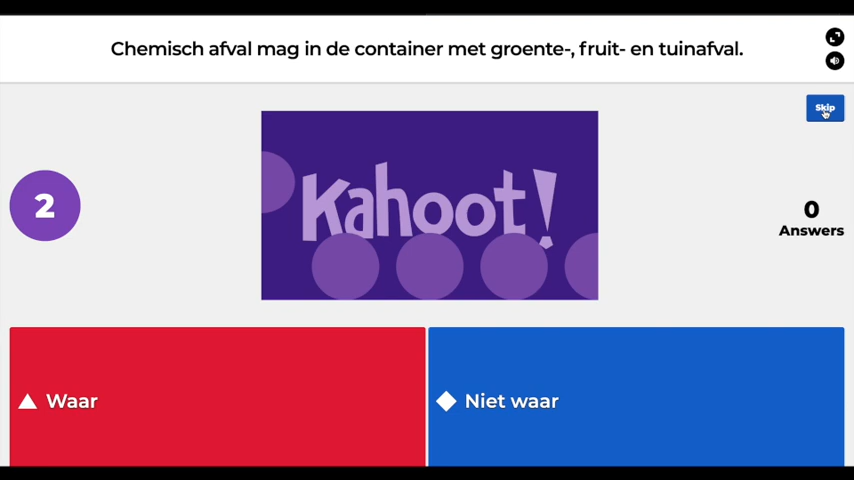 Chemisch afval mag in de container met groente-, fruit- en tuinafval.
Skip
Kahoot!
2
0
Answers
Waar
Niet waar